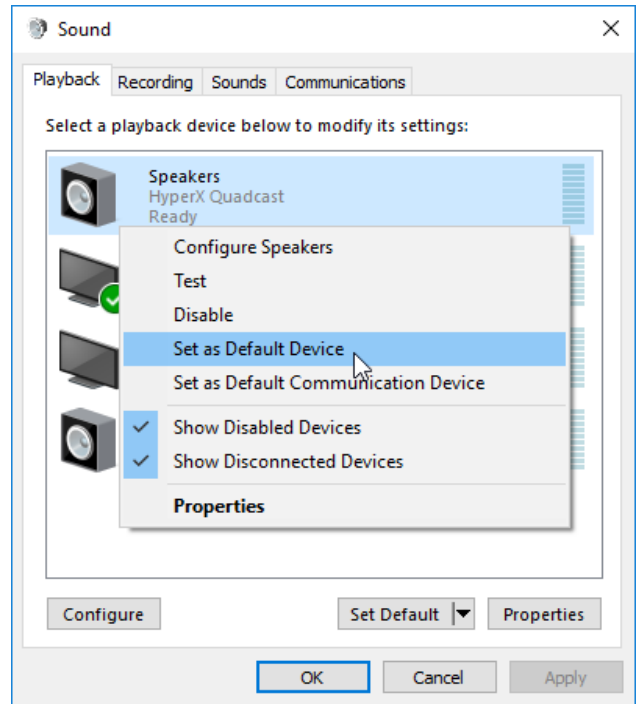 Sound
Playback Recording Sounds Communications
Select a playback device below to modify its settings:
Speakers
HyperX Quadcast
Ready
Configure Speakers
Test
Disable
Set as Default Device
Set as Default Communication Device
Show Disabled Devices
Show Disconnected Devices
Properties
Configure Set Default Properties
OK Cancel Apply